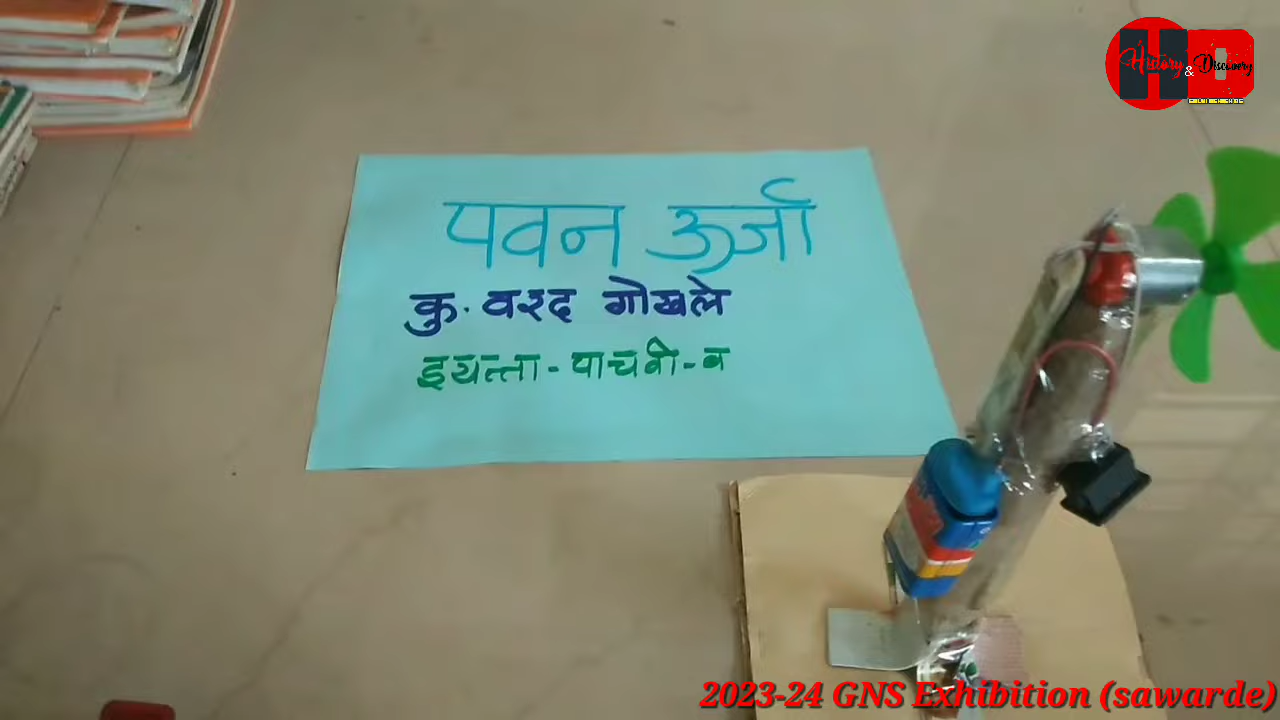 History & Discovery
पवन ऊर्जा
कु. वरद गोखले
इयत्ता - पाचवी - ब
2023-24 GNS Exhibition (sawarde)